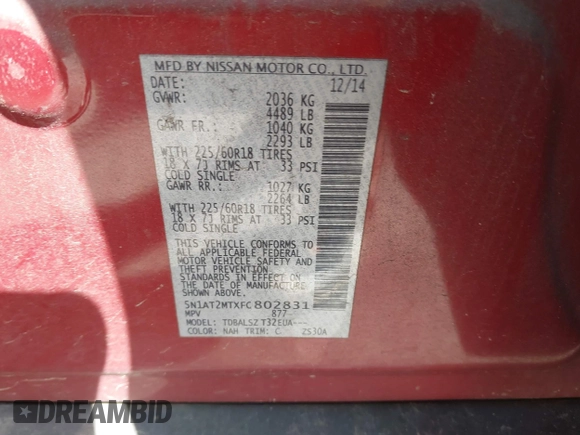 MFD BY NISSAN MOTOR CO., LTD.
DATE: 12/14
GVWR: 2036 KG
4489 LB
GAWR FR.: 1040 KG
2293 LB
WITH 225/60R18 TIRES
18 X 7J RIMS AT 33 PSI
COLD SINGLE
GAWR RR.: 1027 KG
2264 LB
WITH 225/60R18 TIRES
18 X 7J RIMS AT 33 PSI
COLD SINGLE
THIS VEHICLE CONFORMS TO
ALL APPLICABLE FEDERAL
MOTOR VEHICLE SAFETY AND
THEFT PREVENTION
STANDARDS IN EFFECT ON
THE DATE OF MANUFACTURE
SHOWN ABOVE.
5N1AT2MTXFC802831
MPV 877-
MODEL: TDBALSZ T32EUA---
COLOR: NAH TRIM: C ZS30A
DREAMBID